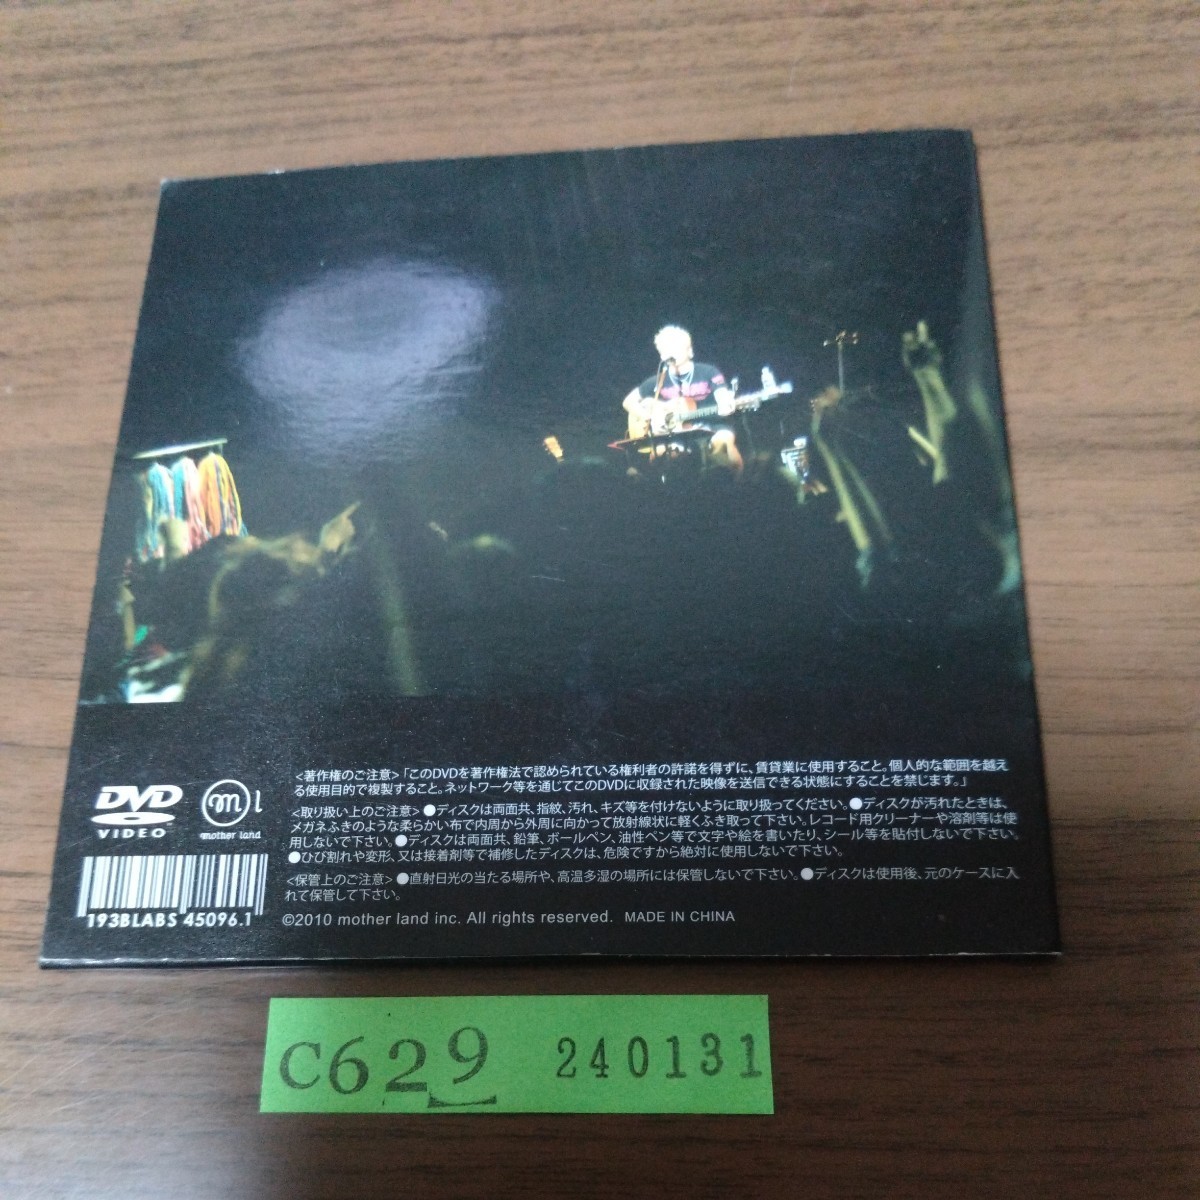 <著作権のご注意>「このDVDを著作権法で認められている権利者の許諾を得ずに、賃貸業に使用すること。個人的な範囲を越え
る使用目的で複製すること。ネットワーク等を通じてこのDVDに収録された映像を送信できる状態にすることを禁じます。」
<取り扱い上のご注意> ●ディスクは両面共、指紋、汚れ、キズ等を付けないように取り扱ってください。●ディスクが汚れたときは、
メガネふきのような柔らかい布で内周から外周に向かって放射線状に軽くふき取って下さい。レコード用クリーナーや溶剤等は使
用しないで下さい。●ディスクは両面共、鉛筆、ボールペン、油性ペン等で文字や絵を書いたり、シール等を貼付しないで下さい。
●ひび割れや変形、又は接着剤等で補修したディスクは、危険ですから絶対に使用しないで下さい。
<保管上のご注意> ●直射日光の当たる場所や、高温多湿の場所には保管しないで下さい。●ディスクは使用後、元のケースに入
れて保管して下さい。
©2010 mother land inc. All rights reserved. MADE IN CHINA
DVD
VIDEO
m l
mother land
193BLABS 45096.1
C629 240131